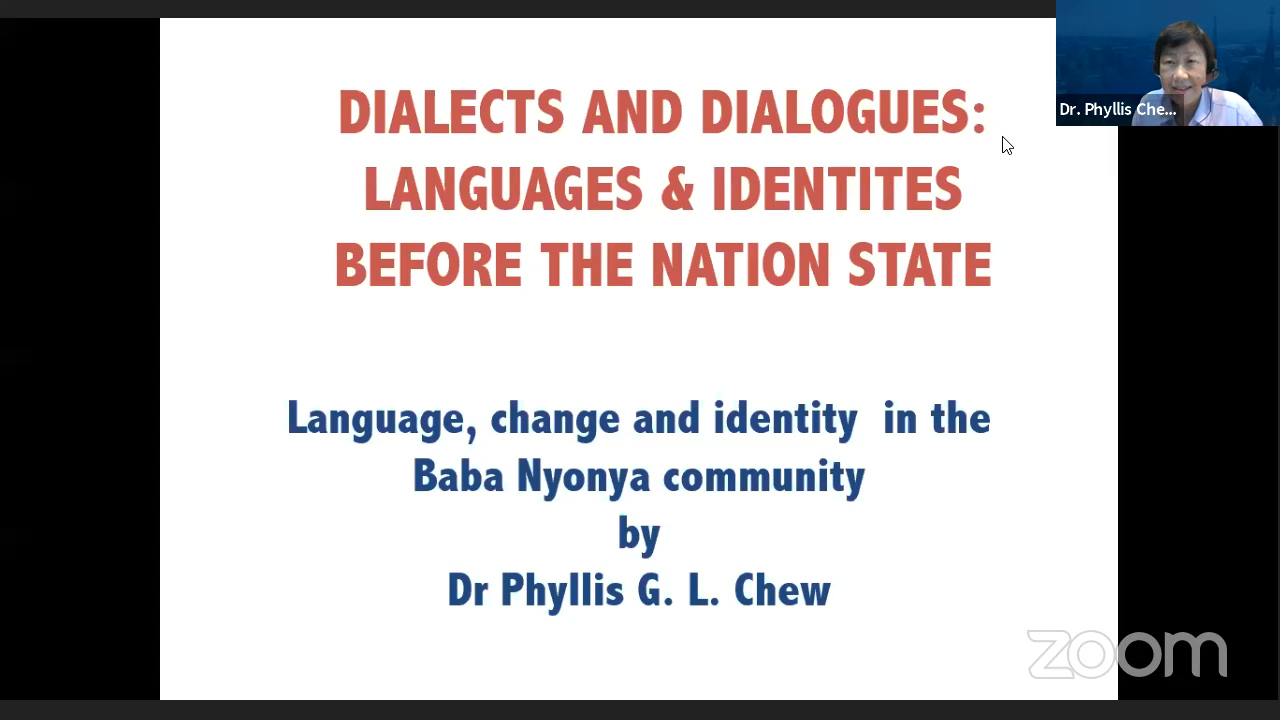 DIALECTS AND DIALOGUES:
LANGUAGES & IDENTITES
BEFORE THE NATION STATE
Language, change and identity in the
Baba Nyonya community
by
Dr Phyllis G. L. Chew
Dr. Phyllis Che...
zoom